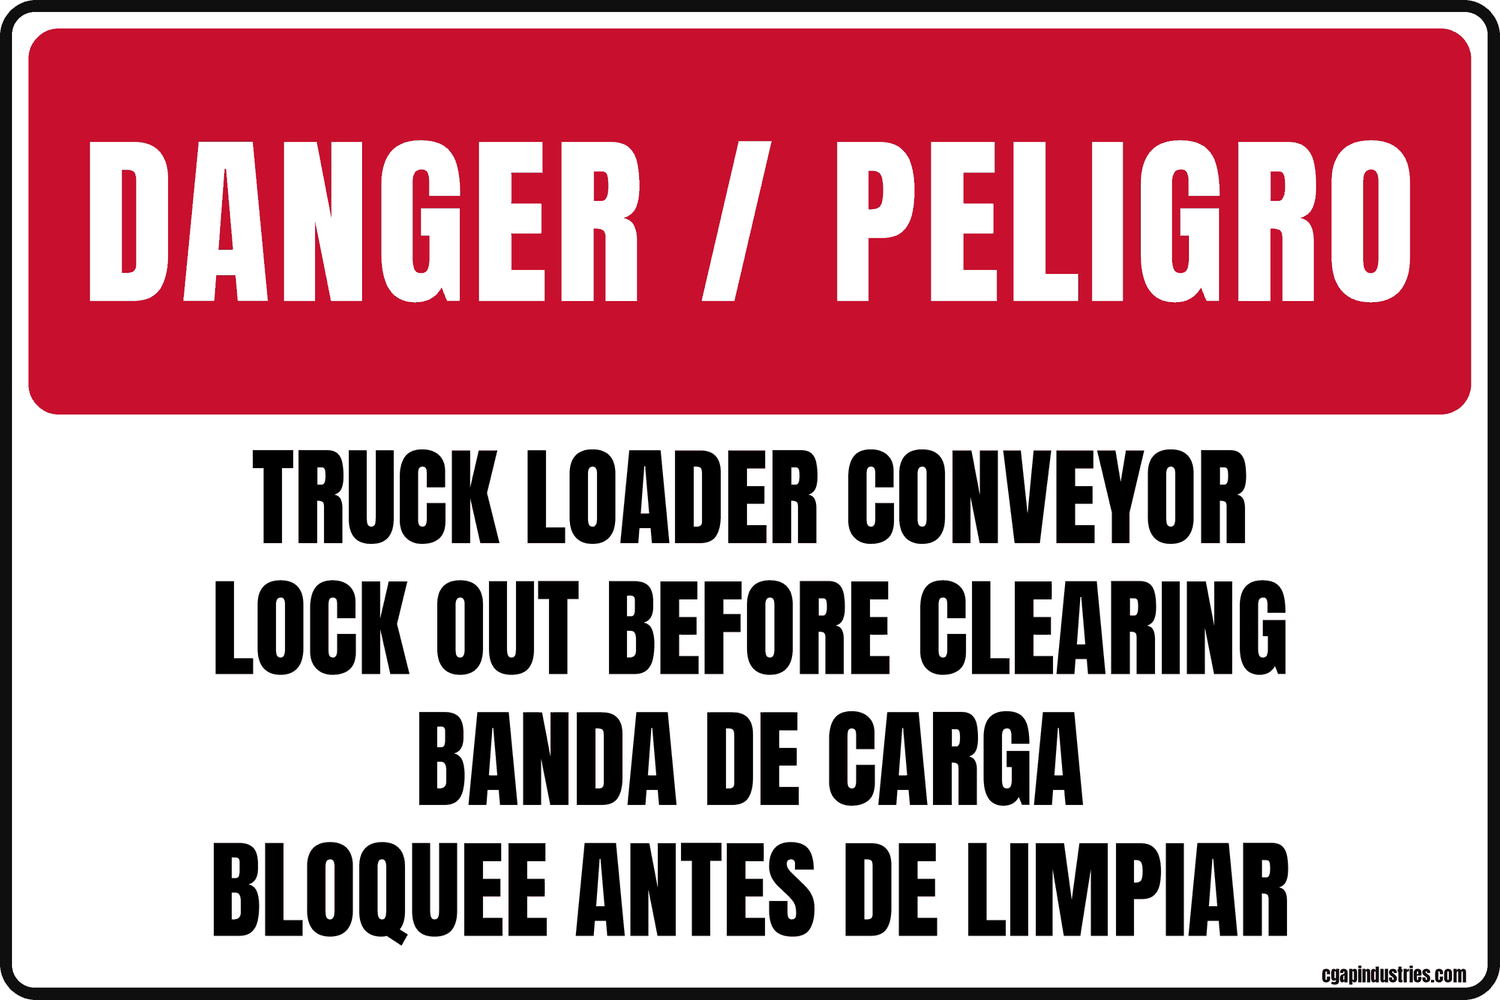 DANGER / PELIGRO
TRUCK LOADER CONVEYOR
LOCK OUT BEFORE CLEARING
BANDA DE CARGA
BLOQUEE ANTES DE LIMPIAR
cgapindustries.com